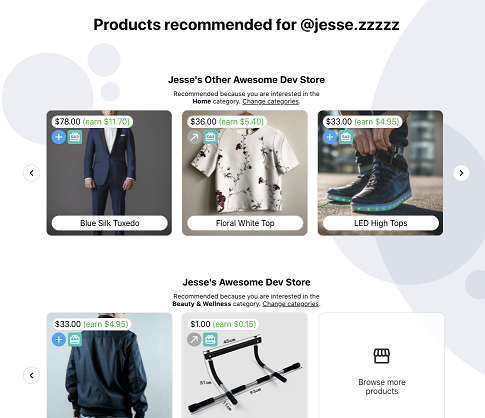 Products recommended for @jesse.zzzzz
Jesse's Other Awesome Dev Store
Recommended because you are interested in the
Home category. Change categories.
$78.00 (earn $11.70)
$36.00 (earn $5.40)
$33.00 (earn $4.95)
Blue Silk Tuxedo
Floral White Top
LED High Tops
Jesse's Awesome Dev Store
Recommended because you are interested in the
Beauty & Wellness category. Change categories.
$33.00 (earn $4.95)
$1.00 (earn $0.15)
45cm
51cm
93cm
Browse more
products